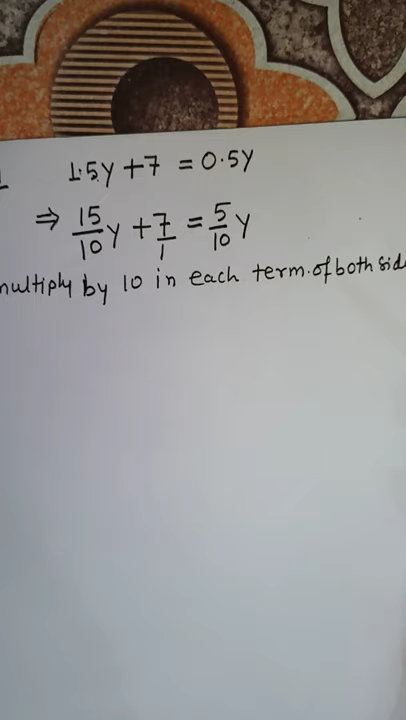 1.5y + 7 = 0.5y
⇒ 15/10 y + 7/1 = 5/10 y
multiply by 10 in each term.of both side